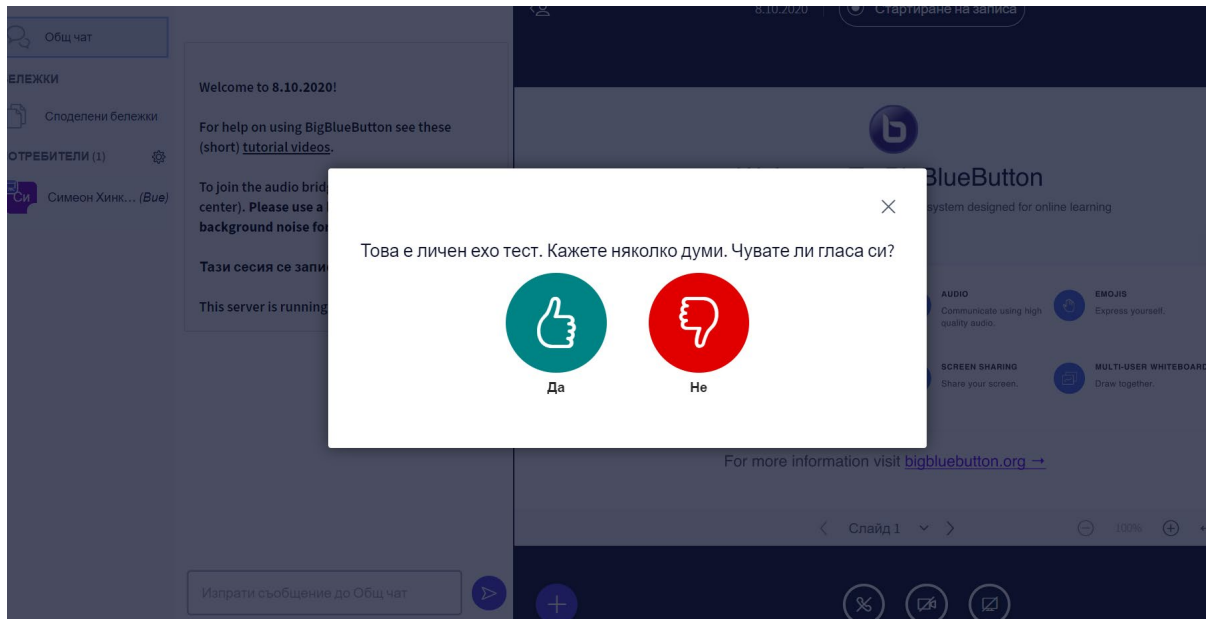 8.10.2020
Стартиране на записа
Общ чат
ЕЛЕЖКИ
Споделени бележки
ОТРЕБИТЕЛИ (1)
Си
Симеон Хинк... (Вие)
Welcome to 8.10.2020!
For help on using BigBlueButton see these
(short) tutorial videos.
To join the audio
center). Please use a
background noise
Тази сесия се
This server is running
BlueButton
system designed for online learning
AUDIO
Communicate using high
quality audio.
EMOJIS
Express yourself.
SCREEN SHARING
Share your screen.
MULTI-USER WHITEBOARD
Draw together.
For more information visit bigbluebutton.org →
Слайд 1
100%
Изпрати съобщение до Общ чат
Това е личен ехо тест. Кажете няколко думи. Чувате ли гласа си?
Да
Не